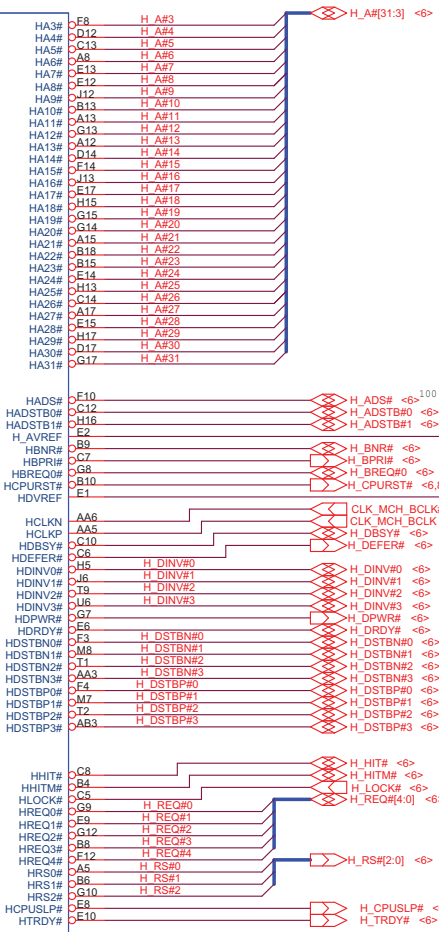 HA3# F8 H_A#3 H_A#[31:3] <6>
HA4# D12 H_A#4
HA5# C13 H_A#5
HA6# A8 H_A#6
HA7# E13 H_A#7
HA8# E12 H_A#8
HA9# J12 H_A#9
HA10# B13 H_A#10
HA11# A13 H_A#11
HA12# G13 H_A#12
HA13# A12 H_A#13
HA14# D14 H_A#14
HA15# F14 H_A#15
HA16# J13 H_A#16
HA17# E17 H_A#17
HA18# H15 H_A#18
HA19# G15 H_A#19
HA20# G14 H_A#20
HA21# A15 H_A#21
HA22# B18 H_A#22
HA23# B15 H_A#23
HA24# E14 H_A#24
HA25# H13 H_A#25
HA26# C14 H_A#26
HA27# A17 H_A#27
HA28# E15 H_A#28
HA29# H17 H_A#29
HA30# D17 H_A#30
HA31# G17 H_A#31
HADS# F10 H_ADS# <6> 100
HADSTB0# C12 H_ADSTB#0 <6>
HADSTB1# H16 H_ADSTB#1 <6>
H_AVREF E2
HBNR# B9 H_BNR# <6>
HBPRI# C7 H_BPRI# <6>
HBREQ0# G8 H_BREQ#0 <6>
HCPURST# B10 H_CPURST# <6,
HDVREF E1
HCLKN AA6 CLK_MCH_BCLK#
HCLKP AA5 CLK_MCH_BCLK
HDBSY# C10 H_DBSY# <6>
HDEFER# C6 H_DEFER# <6>
HDINV0# H5 H_DINV#0 H_DINV#0 <6>
HDINV1# J6 H_DINV#1 H_DINV#1 <6>
HDINV2# T9 H_DINV#2 H_DINV#2 <6>
HDINV3# U6 H_DINV#3 H_DINV#3 <6>
HDPWR# G7 H_DPWR# <6>
HDRDY# E6 H_DRDY# <6>
HDSTBN0# F3 H_DSTBN#0 H_DSTBN#0 <6>
HDSTBN1# M8 H_DSTBN#1 H_DSTBN#1 <6>
HDSTBN2# T1 H_DSTBN#2 H_DSTBN#2 <6>
HDSTBN3# AA3 H_DSTBN#3 H_DSTBN#3 <6>
HDSTBP0# F4 H_DSTBP#0 H_DSTBP#0 <6>
HDSTBP1# M7 H_DSTBP#1 H_DSTBP#1 <6>
HDSTBP2# T2 H_DSTBP#2 H_DSTBP#2 <6>
HDSTBP3# AB3 H_DSTBP#3 H_DSTBP#3 <6>
HHIT# C8 H_HIT# <6>
HHITM# B4 H_HITM# <6>
HLOCK# C5 H_LOCK# <6>
HREQ0# G9 H_REQ#0 H_REQ#[4:0] <6>
HREQ1# E9 H_REQ#1
HREQ2# G12 H_REQ#2
HREQ3# B8 H_REQ#3
HREQ4# F12 H_REQ#4
HRS0# A5 H_RS#0 H_RS#[2:0] <6>
HRS1# B6 H_RS#1
HRS2# G10 H_RS#2
HCPUSLP# E8 H_CPUSLP# <
HTRDY# E10 H_TRDY# <6>